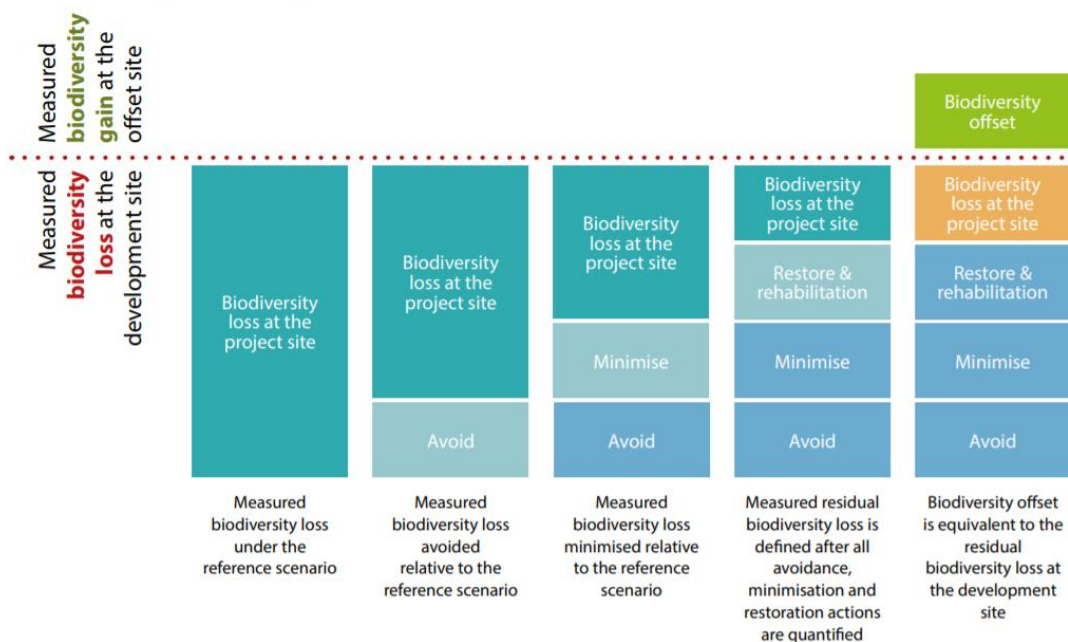 Measured
biodiversity
gain at the
offset site
Measured
biodiversity
loss at the
development site
Biodiversity
loss at the
project site
Measured
biodiversity loss
under the
reference scenario
Biodiversity
loss at the
project site
Avoid
Measured
biodiversity loss
avoided
relative to the
reference scenario
Biodiversity
loss at the
project site
Minimise
Avoid
Measured
biodiversity loss
minimised relative
to the reference
scenario
Biodiversity
loss at the
project site
Restore &
rehabilitation
Minimise
Avoid
Measured residual
biodiversity loss is
defined after all
avoidance,
minimisation and
restoration actions
are quantified
Biodiversity
offset
Biodiversity
loss at the
project site
Restore &
rehabilitation
Minimise
Avoid
Biodiversity offset
is equivalent to the
residual
biodiversity loss at
the development
site